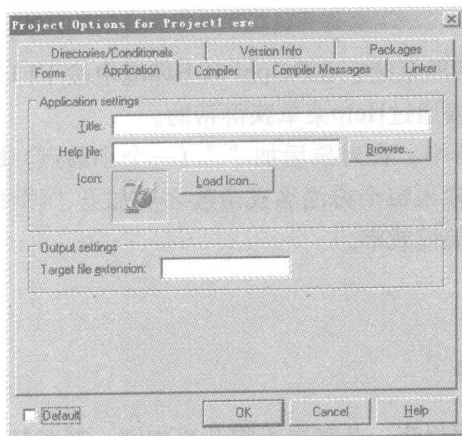 Project Options for Project1.exe
Directories/Conditionals
Version Info
Packages
Forms
Application
Compiler
Compiler Messages
Linker
Application settings
Title:
Help file:
Browse...
Icon:
Load Icon...
Output settings
Target file extension:
Default
OK
Cancel
Help